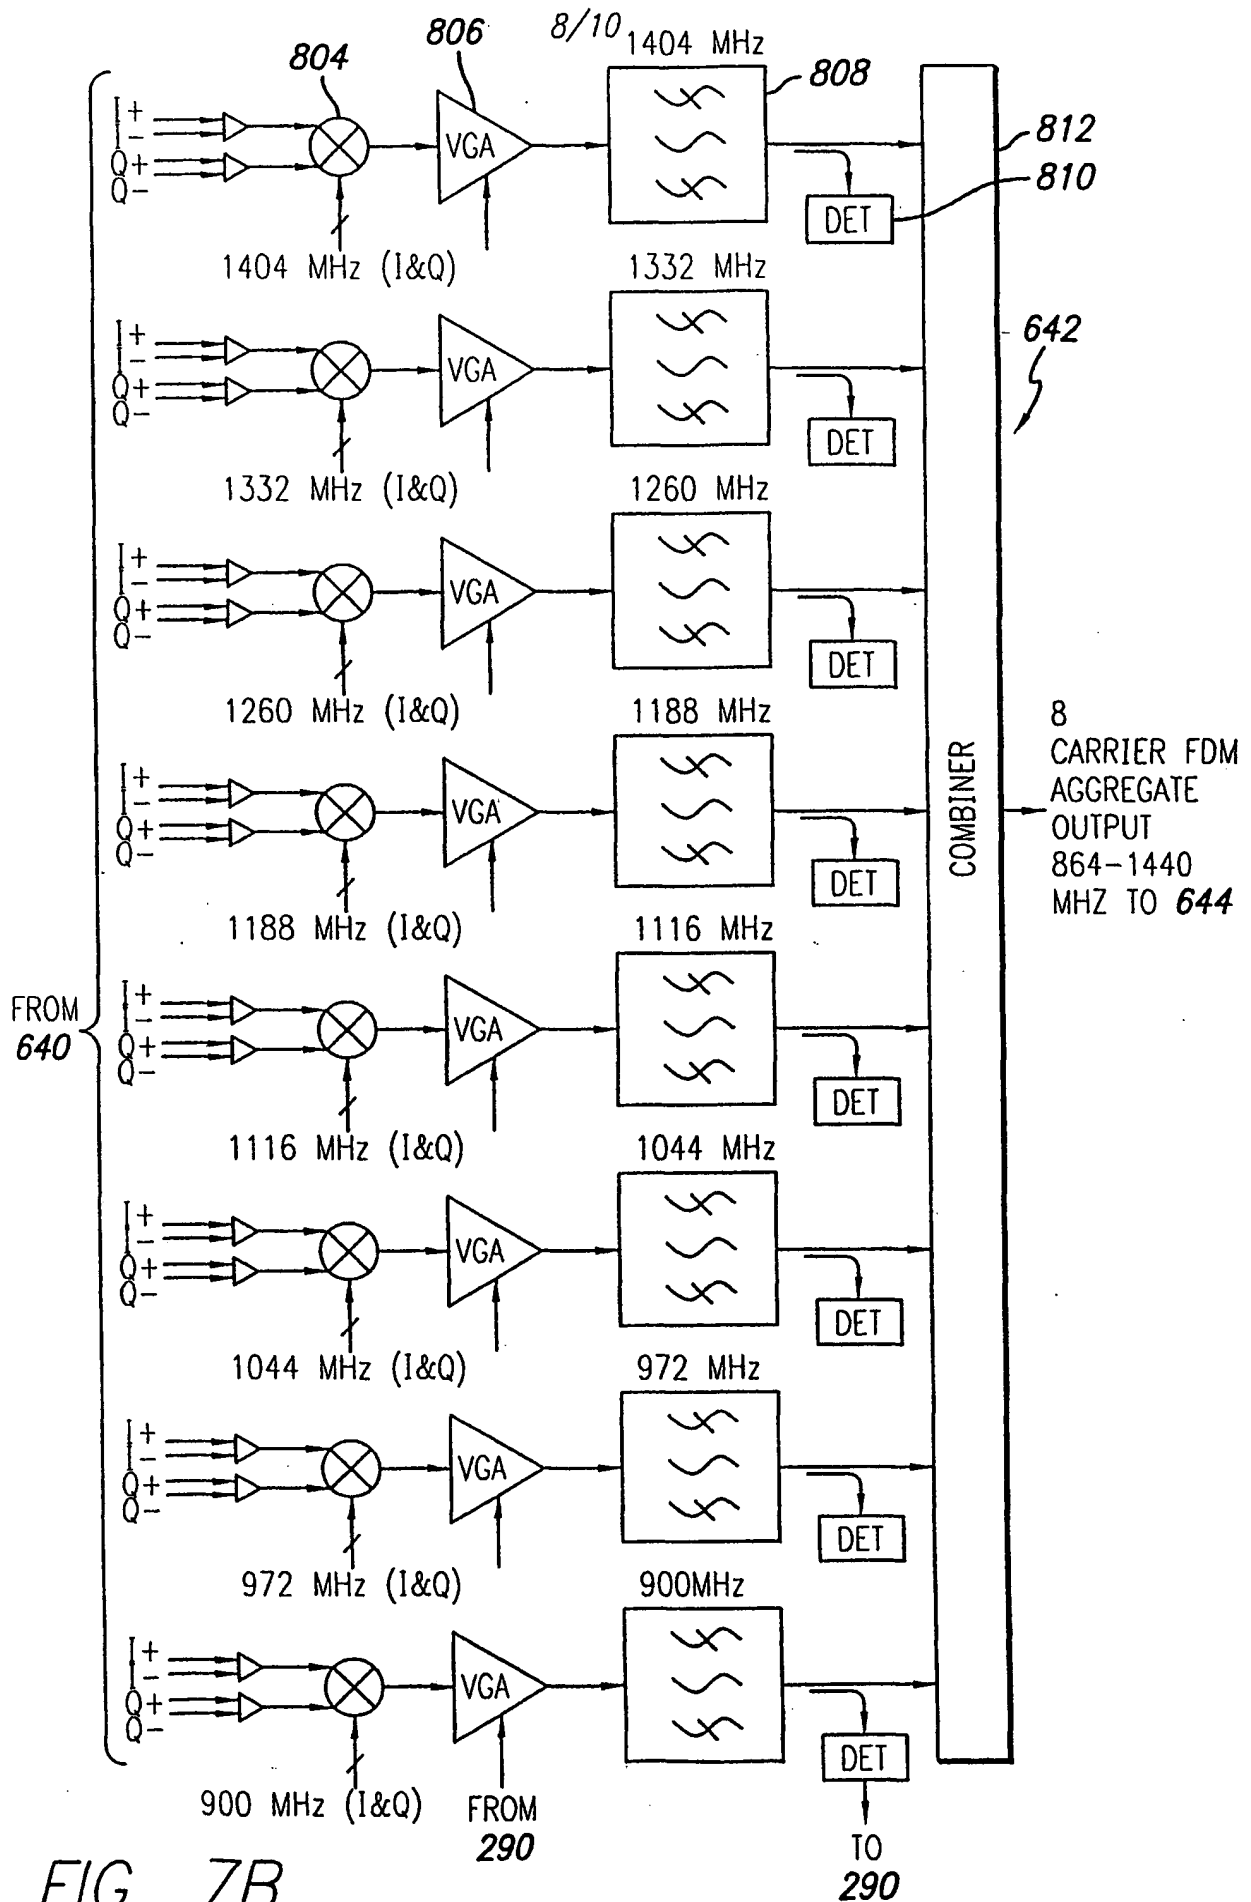 8/10
804
806
1404 MHz
808
I+
I-
Q+
Q-
VGA
812
810
DET
1404 MHz (I&Q)
1332 MHz
I+
I-
Q+
Q-
VGA
642
DET
1332 MHz (I&Q)
1260 MHz
I+
I-
Q+
Q-
VGA
DET
1260 MHz (I&Q)
1188 MHz
I+
I-
Q+
Q-
VGA
DET
1188 MHz (I&Q)
COMBINER
8
CARRIER FDM
AGGREGATE
OUTPUT
864-1440
MHZ TO 644
1116 MHz
FROM
640
I+
I-
Q+
Q-
VGA
DET
1116 MHz (I&Q)
1044 MHz
I+
I-
Q+
Q-
VGA
DET
1044 MHz (I&Q)
972 MHz
I+
I-
Q+
Q-
VGA
DET
972 MHz (I&Q)
900MHz
I+
I-
Q+
Q-
VGA
DET
900 MHz (I&Q)
FROM
290
TO
290
FIG. 7B